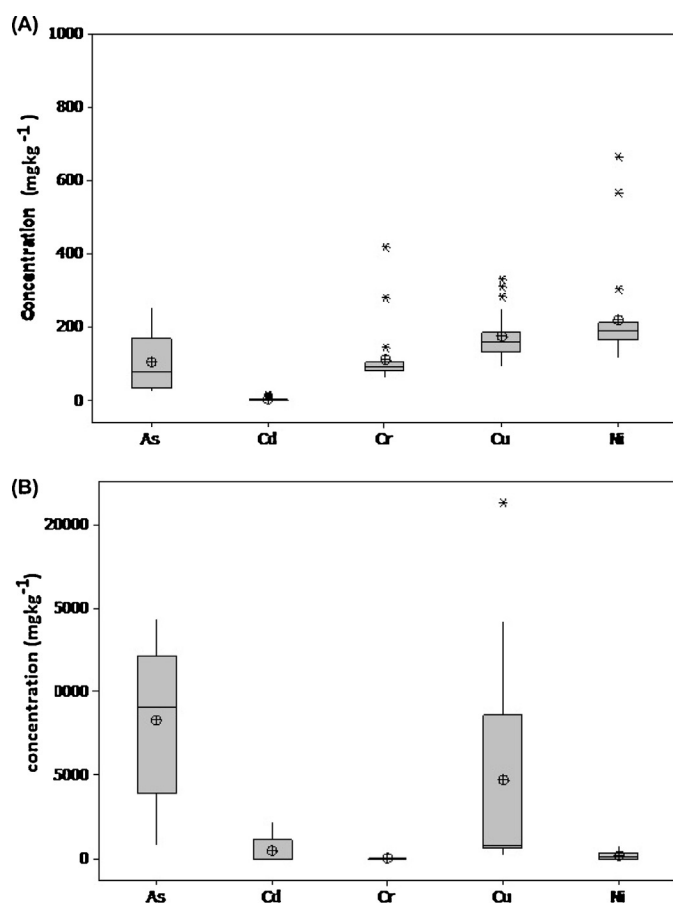 (A)
Concentration (mgkg-1)
1000
800
600
400
200
0
As Cd Cr Cu Ni
(B)
concentration (mgkg-1)
20000
5000
0000
5000
0
As Cd Cr Cu Ni